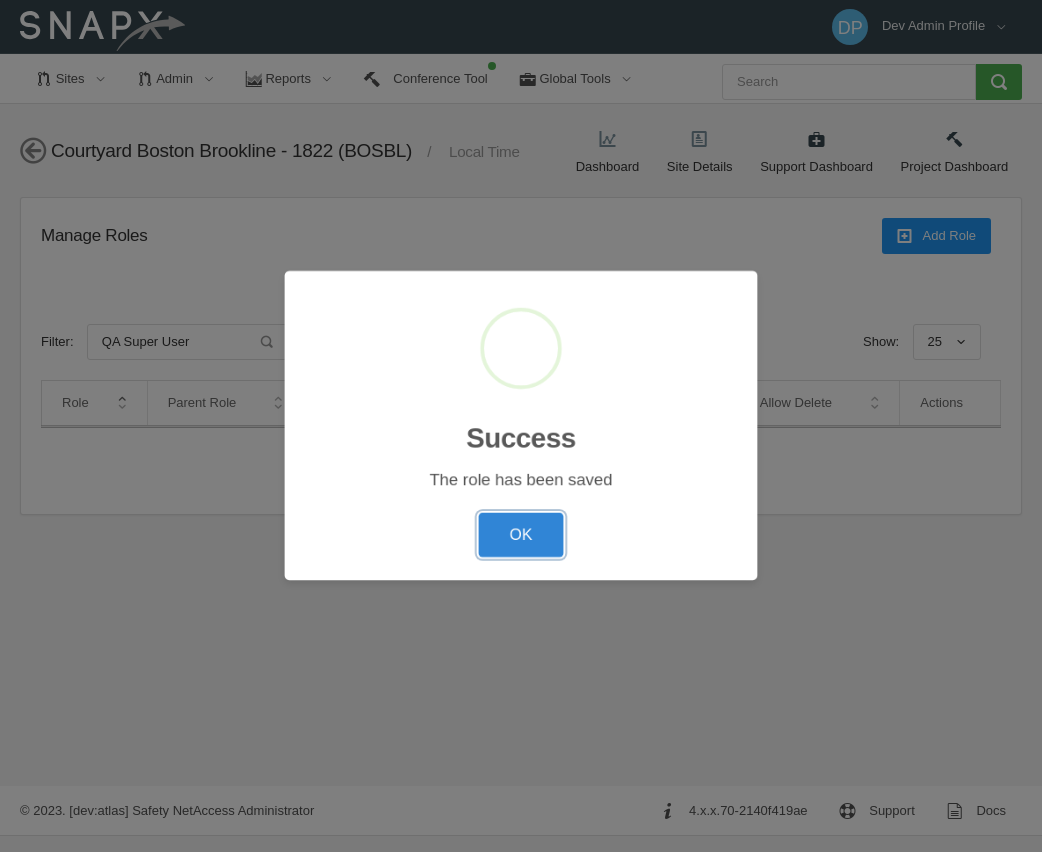 SNAPX
DP
Dev Admin Profile
Sites
Admin
Reports
Conference Tool
Global Tools
Search
Courtyard Boston Brookline - 1822 (BOSBL) / Local Time
Dashboard
Site Details
Support Dashboard
Project Dashboard
Manage Roles
Add Role
Filter: QA Super User
Show: 25
Role
Parent Role
Allow Delete
Actions
Success
The role has been saved
OK
© 2023. [dev:atlas] Safety NetAccess Administrator
4.x.x.70-2140f419ae
Support
Docs